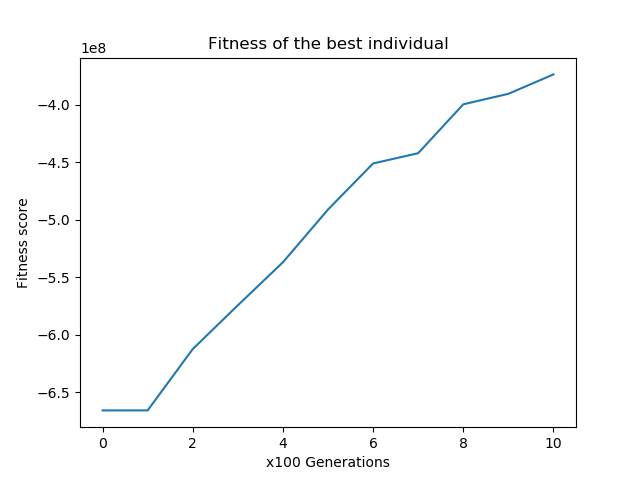 Fitness of the best individual
1e8
−4.0
−4.5
−5.0
−5.5
−6.0
−6.5
Fitness score
0 2 4 6 8 10
x100 Generations